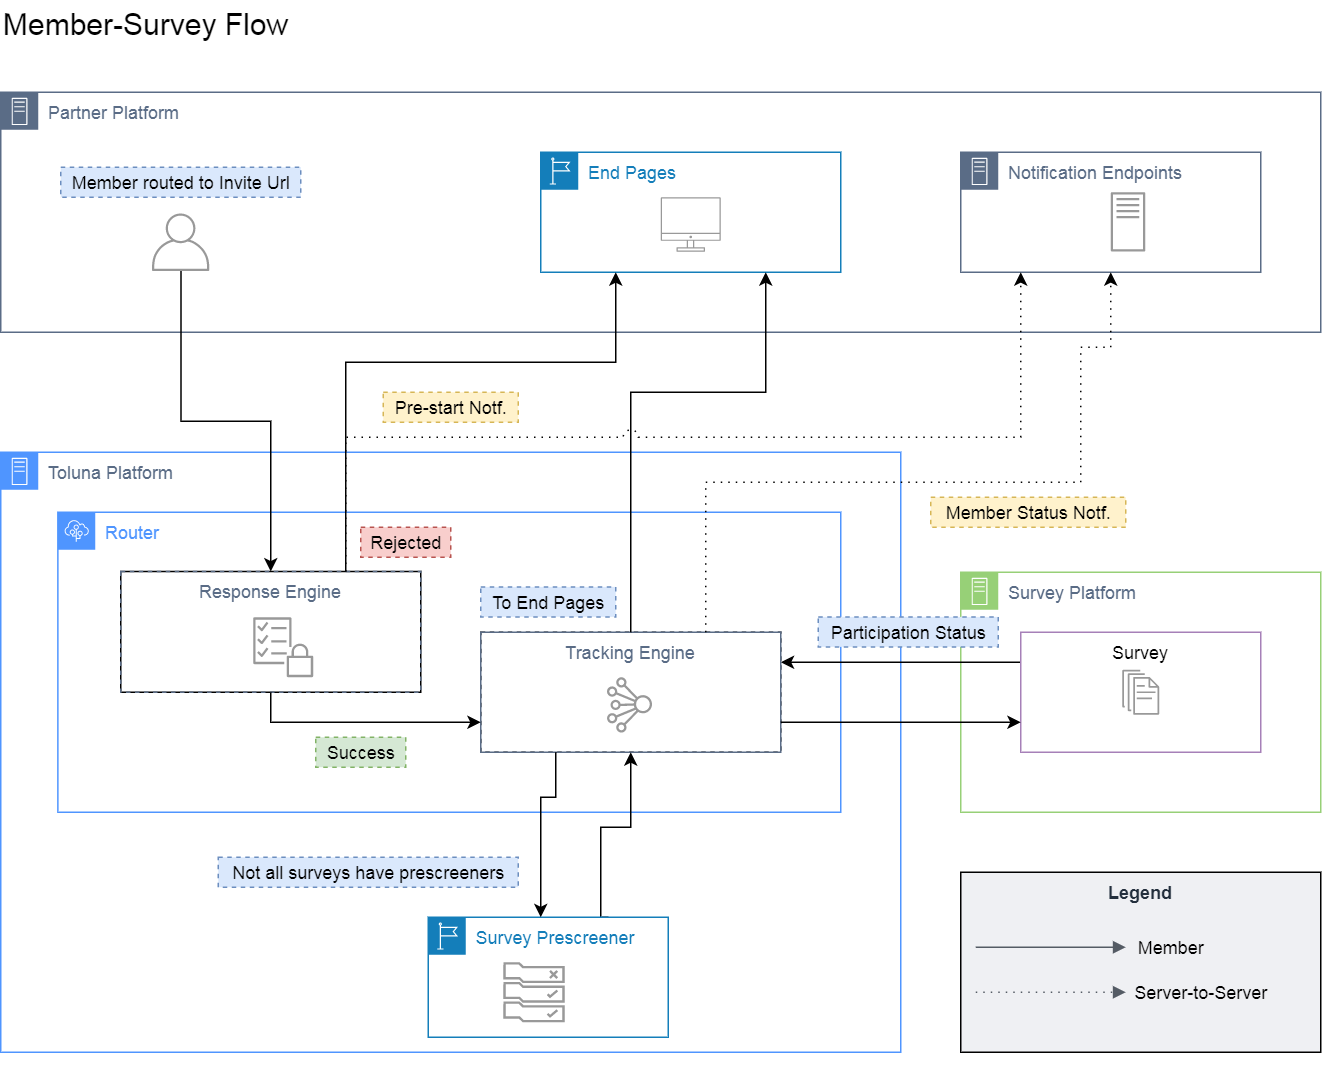 Member-Survey Flow
Partner Platform
Member routed to Invite Url
End Pages
Notification Endpoints
Pre-start Notf.
Toluna Platform
Member Status Notf.
Router
Rejected
Response Engine
To End Pages
Survey Platform
Participation Status
Tracking Engine
Survey
Success
Not all surveys have prescreeners
Legend
Survey Prescreener
Member
Server-to-Server